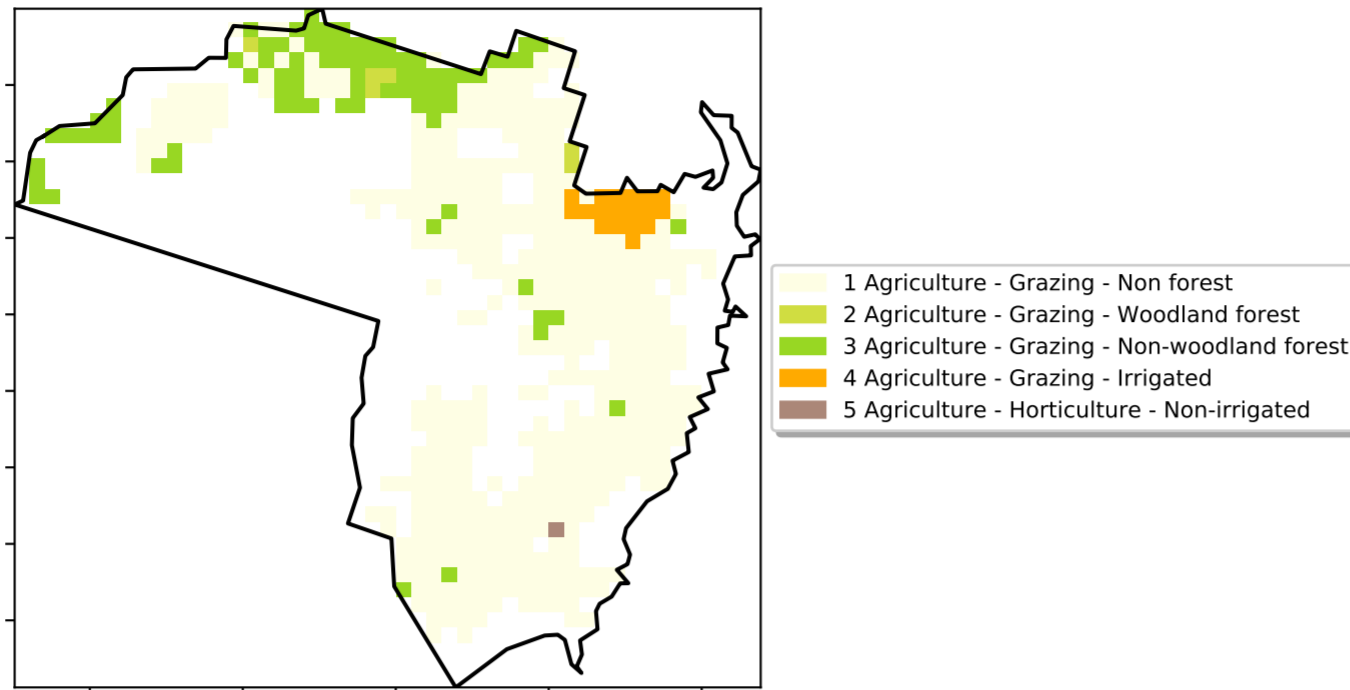 1 Agriculture - Grazing - Non forest
2 Agriculture - Grazing - Woodland forest
3 Agriculture - Grazing - Non-woodland forest
4 Agriculture - Grazing - Irrigated
5 Agriculture - Horticulture - Non-irrigated